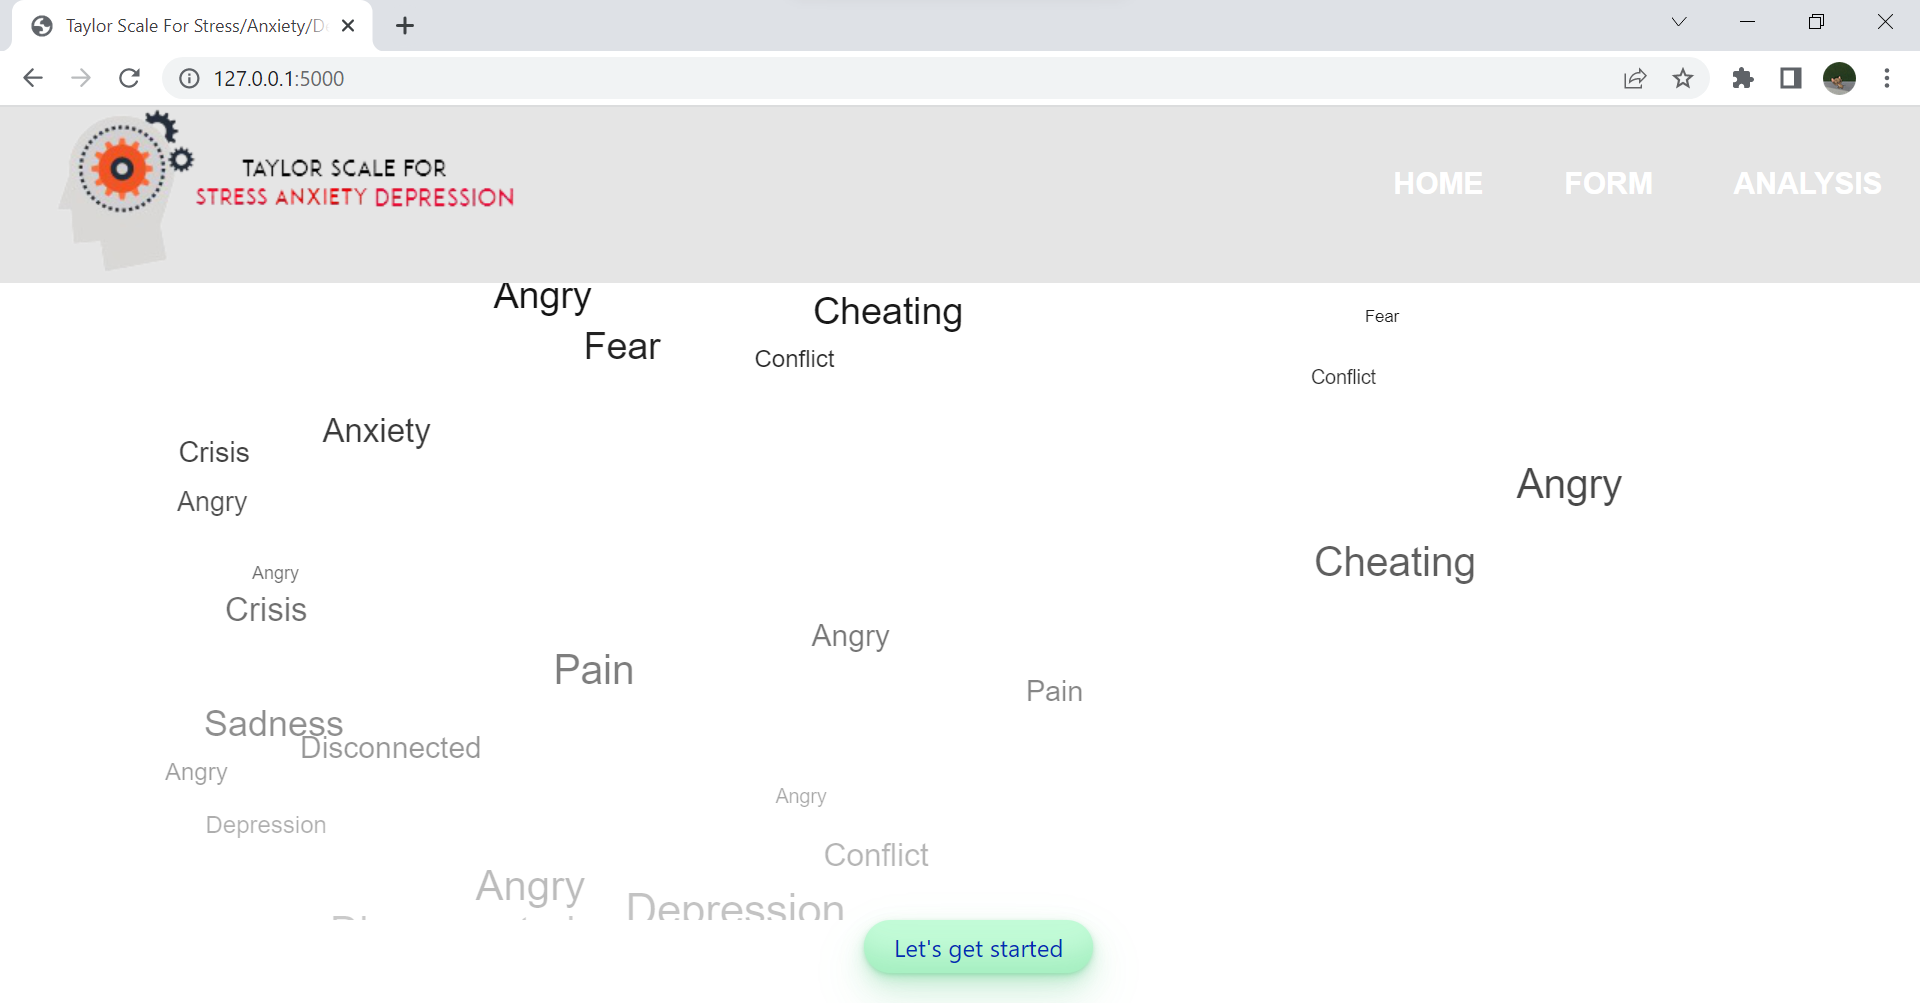 Taylor Scale For Stress/Anxiety/D
127.0.0.1:5000
TAYLOR SCALE FOR
STRESS ANXIETY DEPRESSION
HOME FORM ANALYSIS
Angry
Cheating
Fear
Fear
Conflict
Conflict
Anxiety
Crisis
Angry
Angry
Cheating
Angry
Crisis
Angry
Pain
Pain
Sadness
Disconnected
Angry
Angry
Depression
Conflict
Angry
Depression
Let's get started